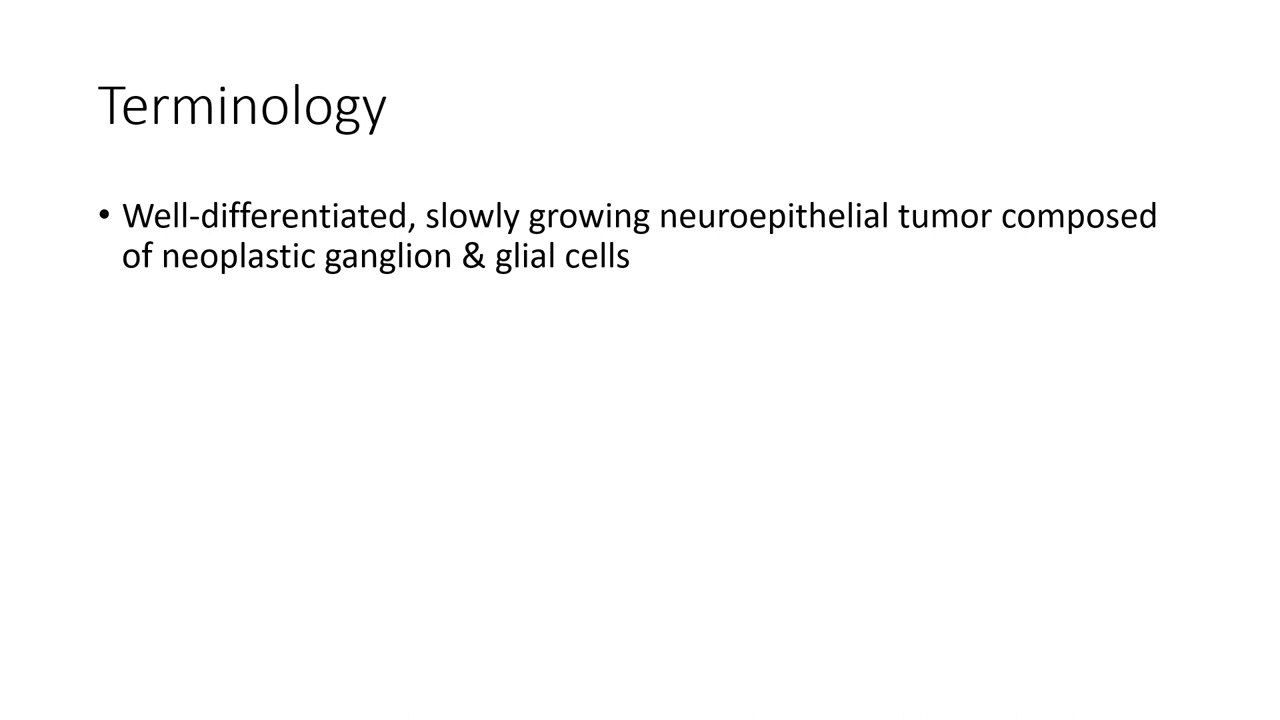 Terminology
• Well-differentiated, slowly growing neuroepithelial tumor composed
of neoplastic ganglion & glial cells